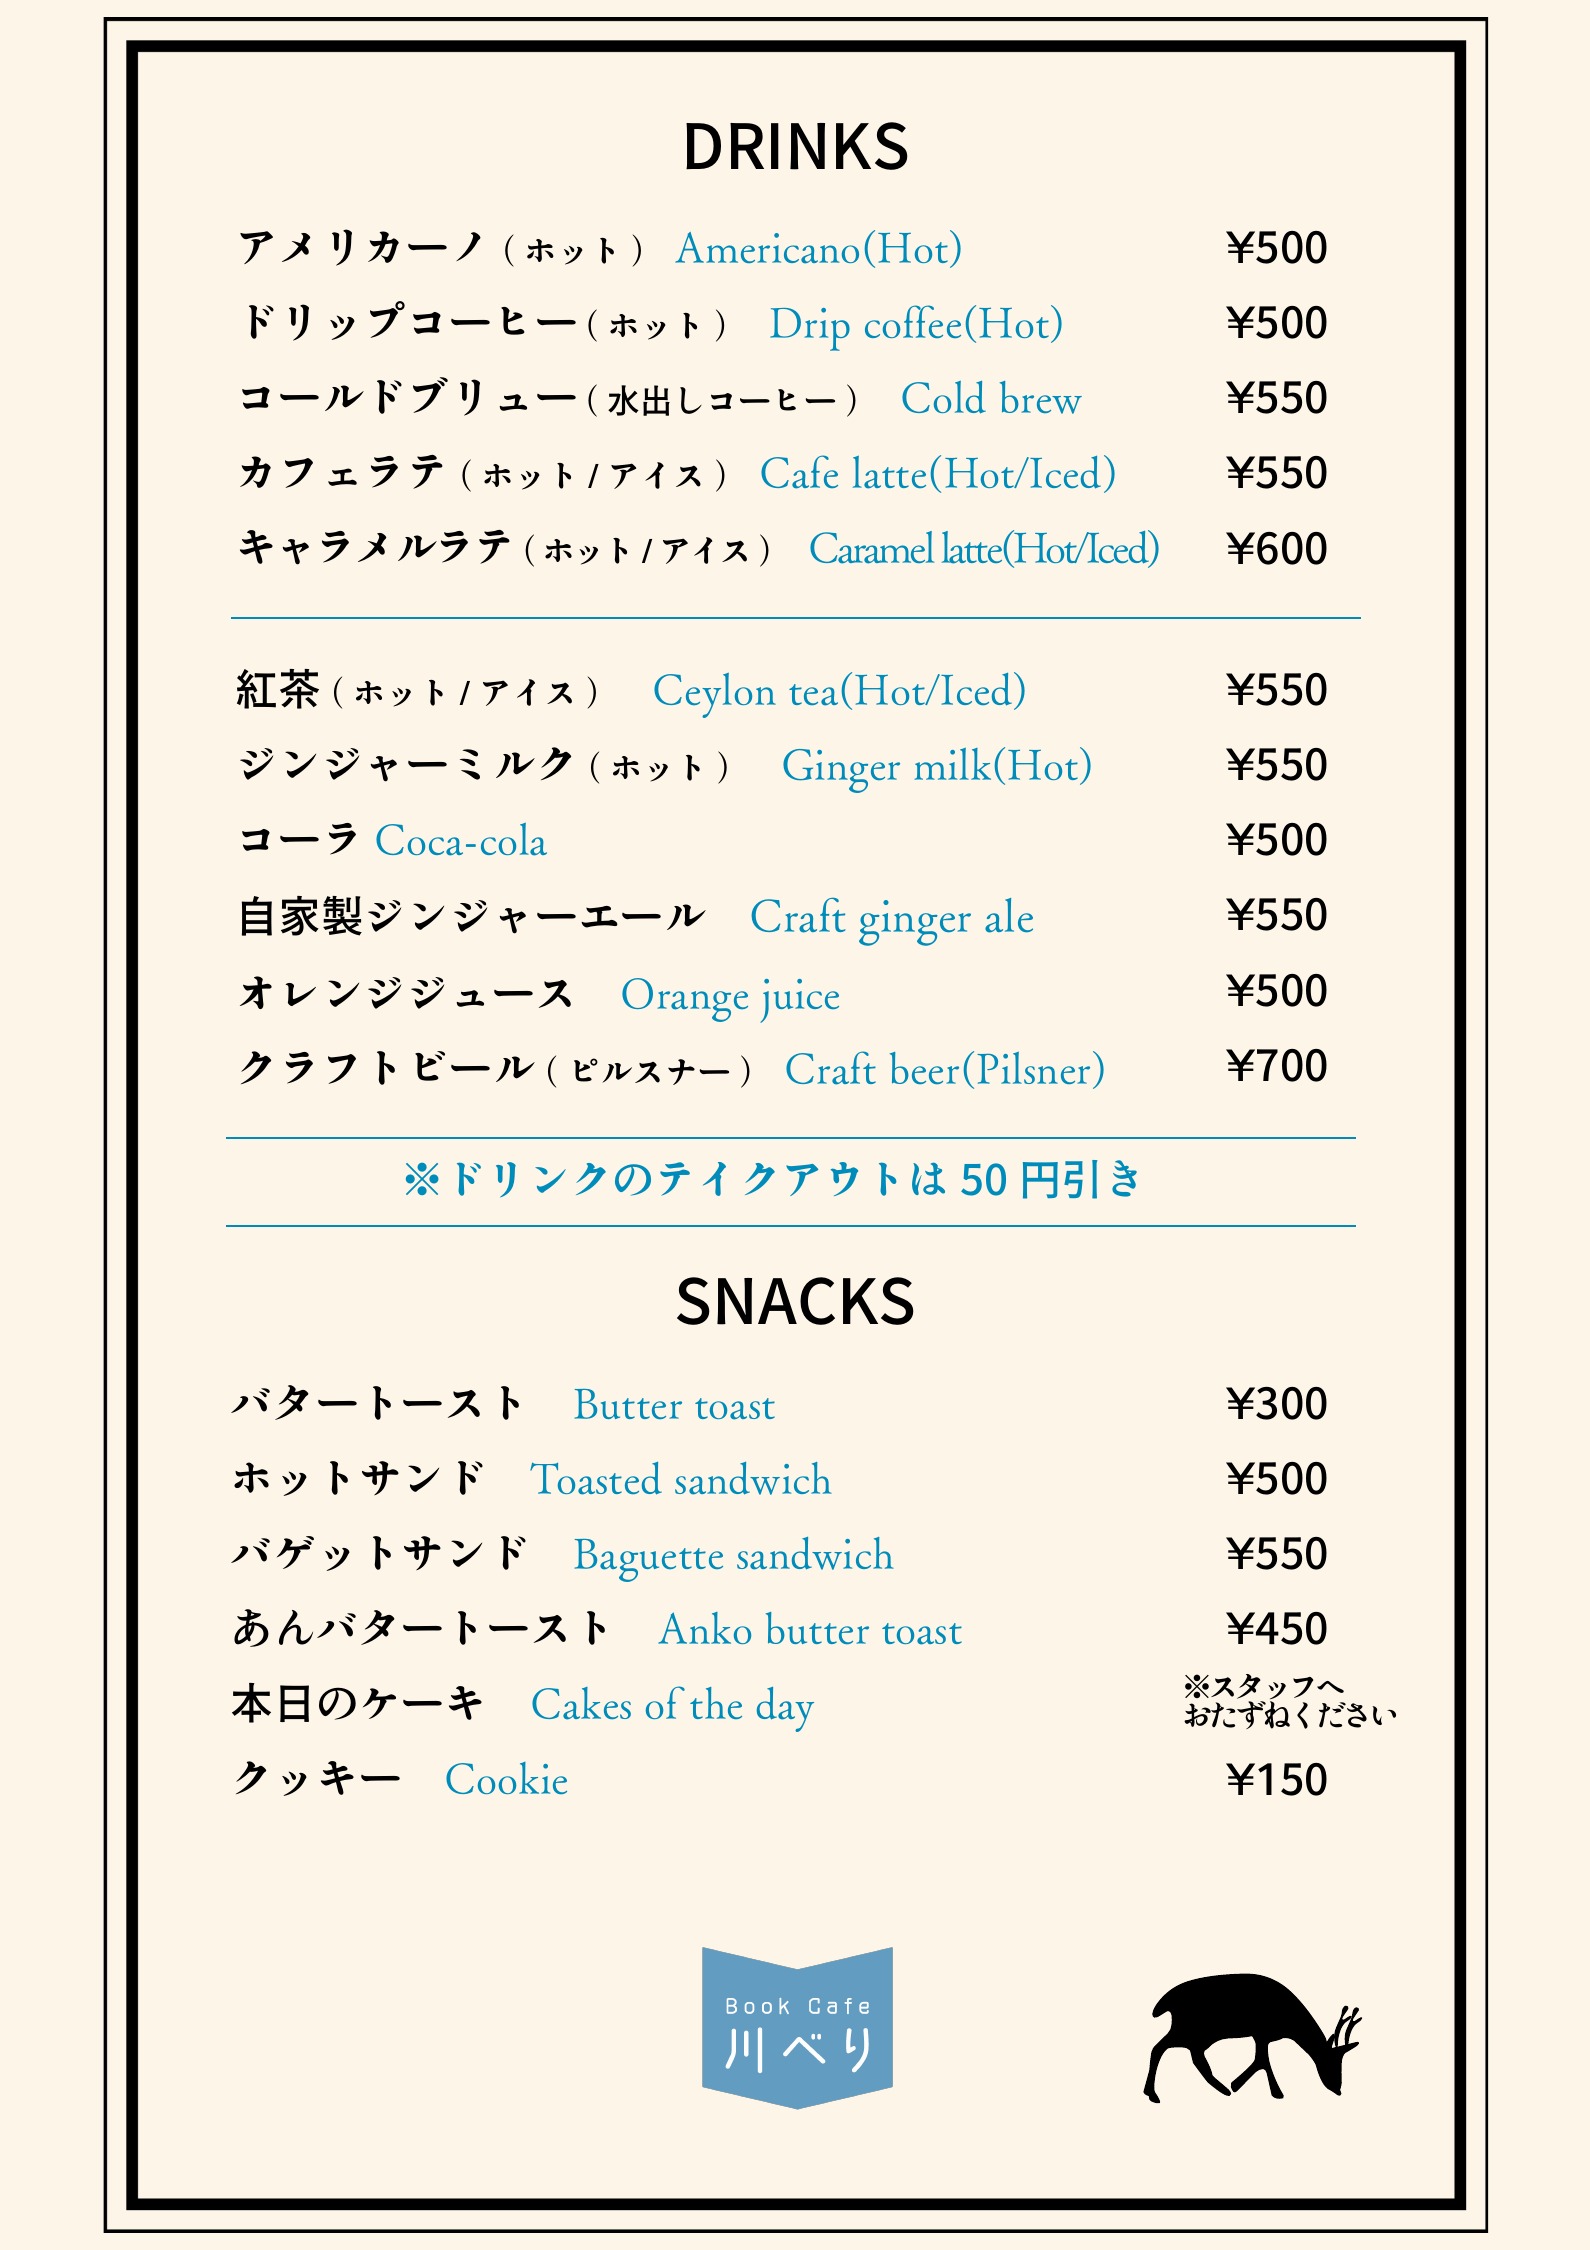 DRINKS
アメリカーノ ( ホット ) Americano(Hot) ¥500
ドリップコーヒー ( ホット ) Drip coffee(Hot) ¥500
コールドブリュー ( 水出しコーヒー ) Cold brew ¥550
カフェラテ ( ホット / アイス ) Cafe latte(Hot/Iced) ¥550
キャラメルラテ ( ホット / アイス ) Caramel latte(Hot/Iced) ¥600
紅茶 ( ホット / アイス ) Ceylon tea(Hot/Iced) ¥550
ジンジャーミルク ( ホット ) Ginger milk(Hot) ¥550
コーラ Coca-cola ¥500
自家製ジンジャーエール Craft ginger ale ¥550
オレンジジュース Orange juice ¥500
クラフトビール ( ピルスナー ) Craft beer(Pilsner) ¥700
※ドリンクのテイクアウトは 50 円引き
SNACKS
バタートースト Butter toast ¥300
ホットサンド Toasted sandwich ¥500
バゲットサンド Baguette sandwich ¥550
あんバタートースト Anko butter toast ¥450
本日のケーキ Cakes of the day ※スタッフへ
おたずねください
クッキー Cookie ¥150
Book Cafe
川べり